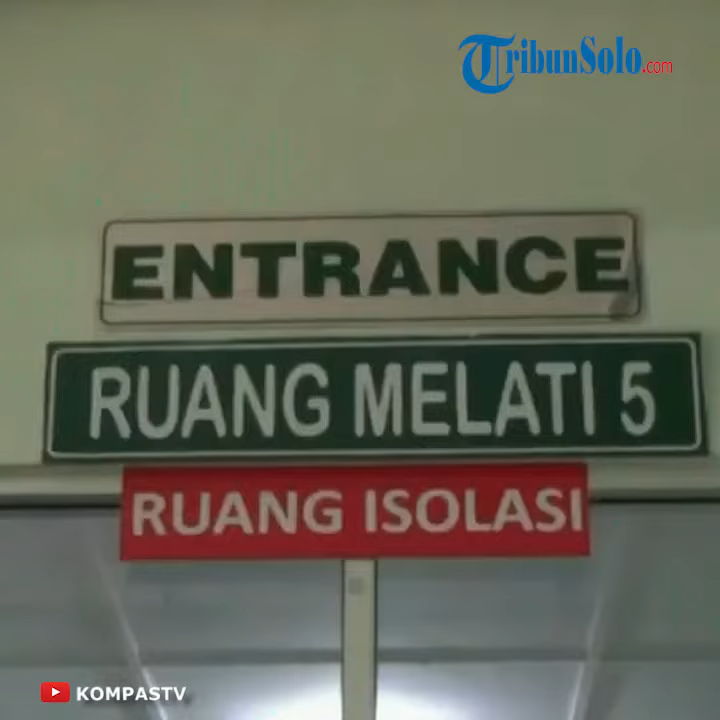 TribunSolo.com
ENTRANCE
RUANG MELATI 5
RUANG ISOLASI
KOMPASTV